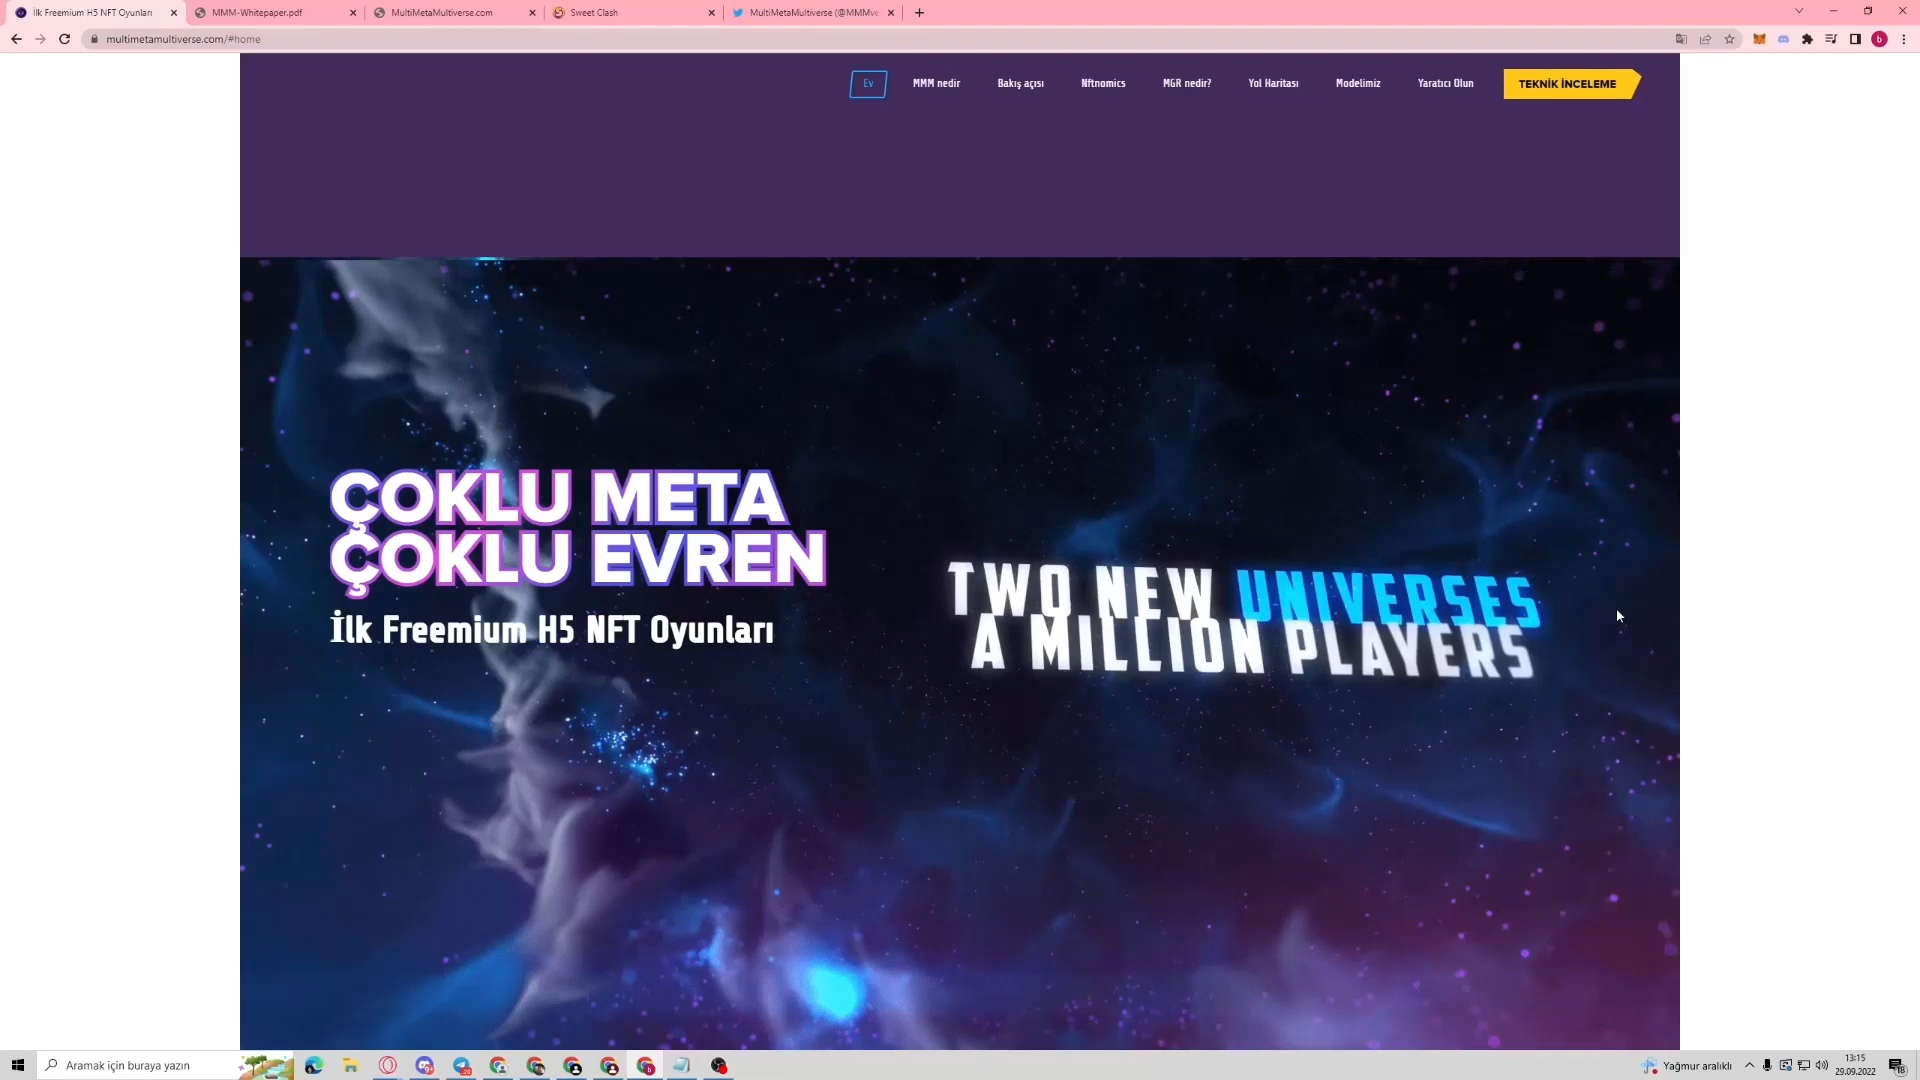 İlk Freemium H5 NFT Oyunları
MMM-Whitepaper.pdf
MultiMetaMultiverse.com
Sweet Clash
MultiMetaMultiverse (@MMMve
multimetamultiverse.com/#home
b
Ev
MMM nedir
Bakış açısı
Nftnomics
M&R nedir?
Yol Haritası
Modelimiz
Yaratıcı Olun
TEKNİK İNCELEME
ÇOKLU META
ÇOKLU EVREN
İlk Freemium H5 NFT Oyunları
TWO NEW UNIVERSES
A MILLION PLAYERS
Aramak için buraya yazın
Yağmur aralıklı
13:15
29.09.2022